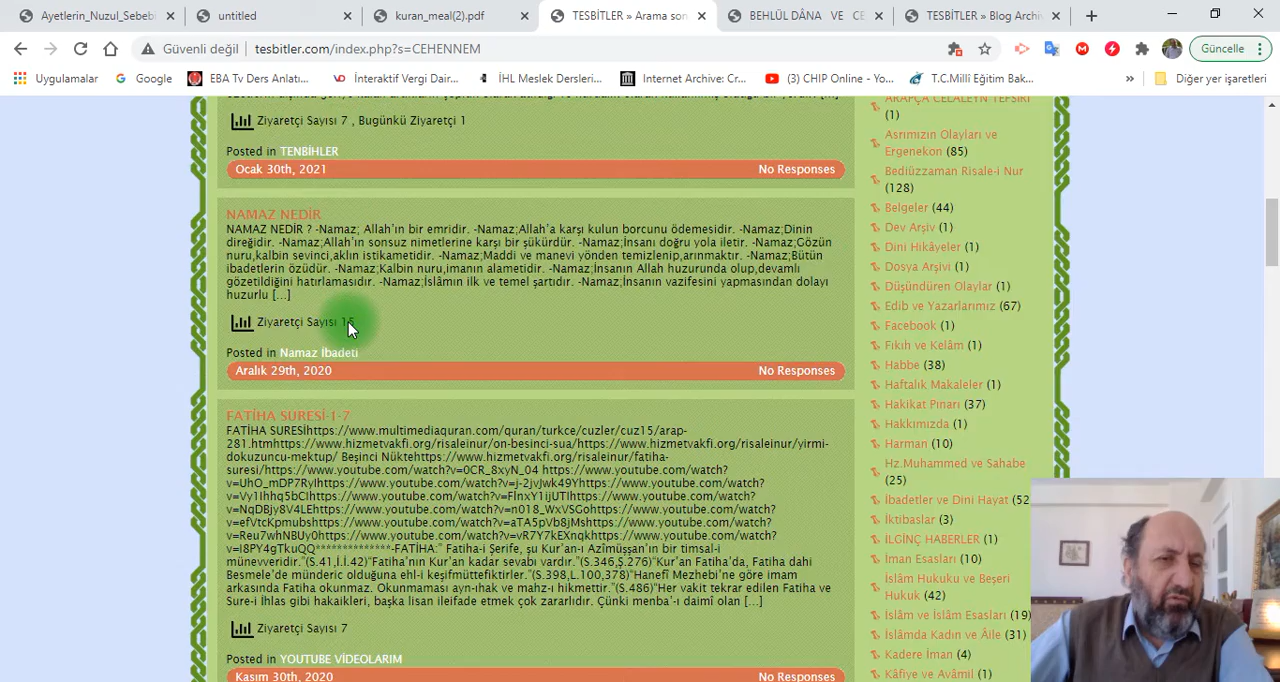 Ayetlerin_Nuzul_Sebebi
untitled
kuran_meal(2).pdf
TESBİTLER » Arama son
BEHLÜL DÂNA VE CE
TESBİTLER » Blog Archiv
Güvenli değil
tesbitler.com/index.php?s=CEHENNEM
Güncelle
Uygulamalar
Google
EBA Tv Ders Anlatı...
İnteraktif Vergi Dair...
İHL Meslek Dersleri...
Internet Archive: Cr...
(3) CHIP Online - Yo...
T.C.Millî Eğitim Bak...
»
Diğer yer işaretleri
Ziyaretçi Sayısı 7 , Bugünkü Ziyaretçi 1
Posted in TENBİHLER
Ocak 30th, 2021
No Responses
NAMAZ NEDİR
NAMAZ NEDİR ? -Namaz; Allah’ın bir emridir. -Namaz;Allah’a karşı kulun borcunu ödemesidir. -Namaz;Dinin
direğidir. -Namaz;Allah’ın sonsuz nimetlerine karşı bir şükürdür. -Namaz;İnsanı doğru yola iletir. -Namaz;Gözün
nuru,kalbin sevinci,aklın istikametidir. -Namaz;Maddi ve manevi yönden temizlenip,arınmaktır. -Namaz;Bütün
ibadetlerin özüdür. -Namaz;Kalbin nuru,imanın alametidir. -Namaz;İnsanın Allah huzurunda olup,devamlı
gözetildiğini hatırlamasıdır. -Namaz;İslâmın ilk ve temel şartıdır. -Namaz;İnsanın vazifesini yapmasından dolayı
huzurlu […]
Ziyaretçi Sayısı 15
Posted in Namaz İbadeti
Aralık 29th, 2020
No Responses
FATİHA SURESİ-1-7
FATİHA SURESİhttps://www.multimediaquran.com/quran/turkce/cuzler/cuz15/arap-
281.htmhttps://www.hizmetvakfi.org/risaleinur/on-besinci-sua/https://www.hizmetvakfi.org/risaleinur/yirmi-
dokuzuncu-mektup/ Beşinci Nüktehttps://www.hizmetvakfi.org/risaleinur/fatiha-
suresi/https://www.youtube.com/watch?v=0CR_8xyN_04 https://www.youtube.com/watch?
v=UhO_mDP7RyIhttps://www.youtube.com/watch?v=j-2jvJwk49Yhttps://www.youtube.com/watch?
v=Vy1Ihhq5bCIhttps://www.youtube.com/watch?v=FlnxY1ijUTIhttps://www.youtube.com/watch?
v=NqDBjy8V4LEhttps://www.youtube.com/watch?v=n018_WxVSGohttps://www.youtube.com/watch?
v=efVtcKpmubshttps://www.youtube.com/watch?v=aTA5pVb8jMshttps://www.youtube.com/watch?
v=Reu7whNBUy0https://www.youtube.com/watch?v=vR7Y7kEXnqkhttps://www.youtube.com/watch?
v=I8PY4gTkuQQ*************-FATİHA:” Fatiha-i Şerife, şu Kur’an-ı Azîmüşşan’ın bir timsal-i
münevveridir.”(S.41,İ.İ.42)“Fatiha’nın Kur’an kadar sevabı vardır.”(S.346,Ş.276)“Kur’an Fatiha’da, Fatiha dahi
Besmele’de münderic olduğuna ehl-i keşifmüttefiktirler.”(S.398,L.100,378)“Hanefî Mezhebi’ne göre imam
arkasında Fatiha okunmaz. Okunmaması ayn-ıhak ve mahz-ı hikmettir.”(S.486)“Her vakit tekrar edilen Fatiha ve
Sure-i İhlas gibi hakaikleri, başka lisan ileifade etmek çok zararlıdır. Çünki menba’-ı daimî olan […]
Ziyaretçi Sayısı 7
Posted in YOUTUBE VİDEOLARIM
Kasım 30th, 2020
No Responses
ARAPÇA CELALEYN TEFSİRİ
(1)
Asrımızın Olayları ve
Ergenekon (85)
Bediüzzaman Risale-i Nur
(128)
Belgeler (44)
Dev Arşiv (1)
Dini Hikâyeler (1)
Dosya Arşivi (1)
Düşündüren Olaylar (1)
Edib ve Yazarlarımız (67)
Facebook (1)
Fıkıh ve Kelâm (1)
Habbe (38)
Haftalık Makaleler (1)
Hakikat Pınarı (37)
Hakkımızda (1)
Harman (10)
Hz.Muhammed ve Sahabe
(25)
İbadetler ve Dini Hayat (52
İktibaslar (3)
İLGİNÇ HABERLER (1)
İman Esasları (10)
İslâm Hukuku ve Beşeri
Hukuk (42)
İslâm ve İslâm Esasları (19)
İslâmda Kadın ve Âile (31)
Kadere İman (4)
Kâfiye ve Avâmil (1)